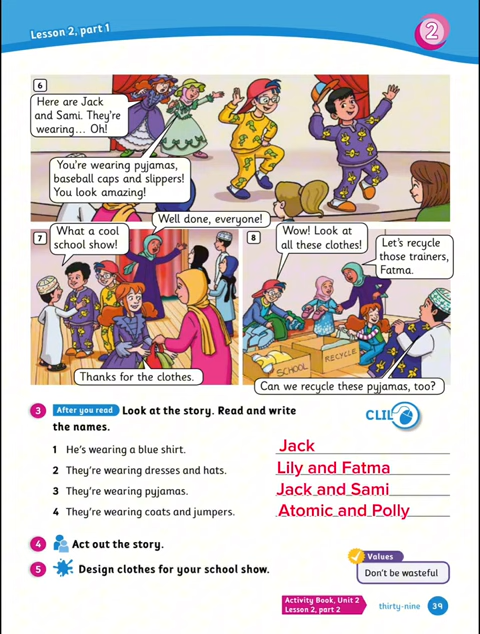 Lesson 2, part 1
2
6
Here are Jack
and Sami. They're
wearing... Oh!
You're wearing pyjamas,
baseball caps and slippers!
You look amazing!
7
What a cool
school show!
Well done, everyone!
Thanks for the clothes.
8
Wow! Look at
all these clothes!
Let's recycle
those trainers,
Fatma.
SCHOOL
RECYCLE
Can we recycle these pyjamas, too?
3 After you read Look at the story. Read and write
the names.
CLIL
1 He's wearing a blue shirt. Jack
2 They're wearing dresses and hats. Lily and Fatma
3 They're wearing pyjamas. Jack and Sami
4 They're wearing coats and jumpers. Atomic and Polly
4 Act out the story.
5 Design clothes for your school show.
Values
Don't be wasteful
Activity Book, Unit 2
Lesson 2, part 2
thirty-nine 39